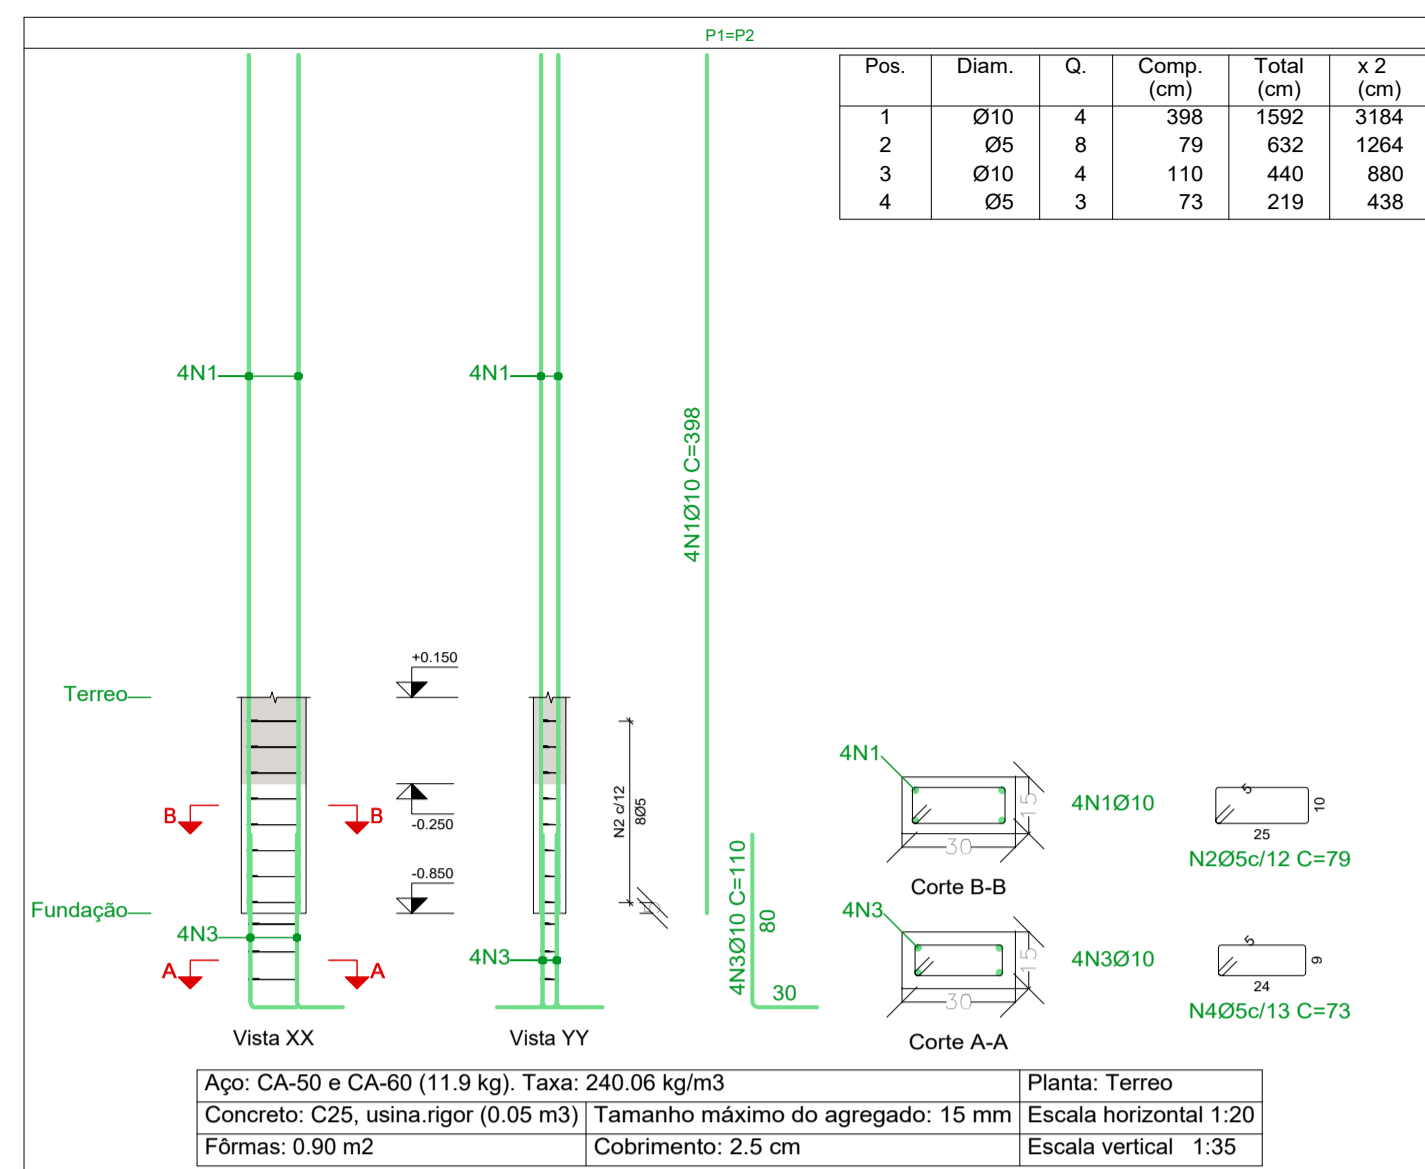 P1=P2
Pos. Diam. Q. Comp. (cm) Total (cm) x 2 (cm)
1 Ø10 4 398 1592 3184
2 Ø5 8 79 632 1264
3 Ø10 4 110 440 880
4 Ø5 3 73 219 438
4N1
4N1
4N1Ø10 C=398
Terreo
+0.150
-0.250
-0.850
B
B
N2 c/12
8Ø5
Fundação
4N3
4N3
A
A
4N3Ø10 C=110
80
30
Vista XX
Vista YY
4N1
15
30
4N1Ø10
5
10
25
N2Ø5c/12 C=79
Corte B-B
4N3
15
30
4N3Ø10
5
9
24
N4Ø5c/13 C=73
Corte A-A
Aço: CA-50 e CA-60 (11.9 kg). Taxa: 240.06 kg/m3 Planta: Terreo
Concreto: C25, usina.rigor (0.05 m3) Tamanho máximo do agregado: 15 mm Escala horizontal 1:20
Fôrmas: 0.90 m2 Cobrimento: 2.5 cm Escala vertical 1:35